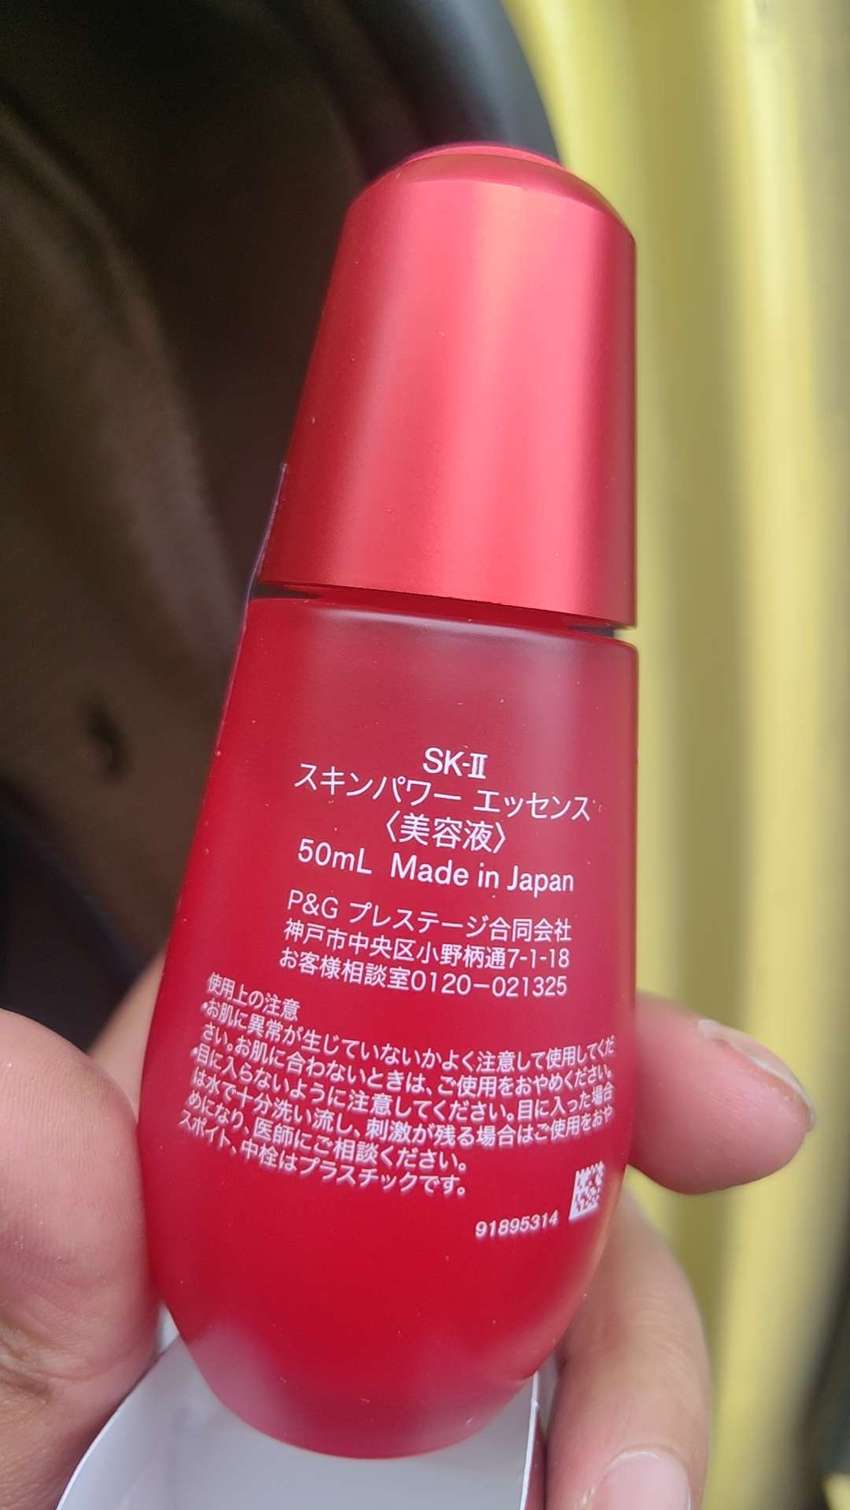 SK-Ⅱ
スキンパワー エッセンス
〈美容液〉
50mL Made in Japan
P&G プレステージ合同会社
神戸市中央区小野柄通7-1-18
お客様相談室0120-021325
使用上の注意
•お肌に異常が生じていないかよく注意して使用してくだ
さい。お肌に合わないときは、ご使用をおやめください。
•目に入らないように注意してください。目に入った場合
は水で十分洗い流し、刺激が残る場合はご使用をおや
めになり、医師にご相談ください。
スポイト、中栓はプラスチックです。
91895314